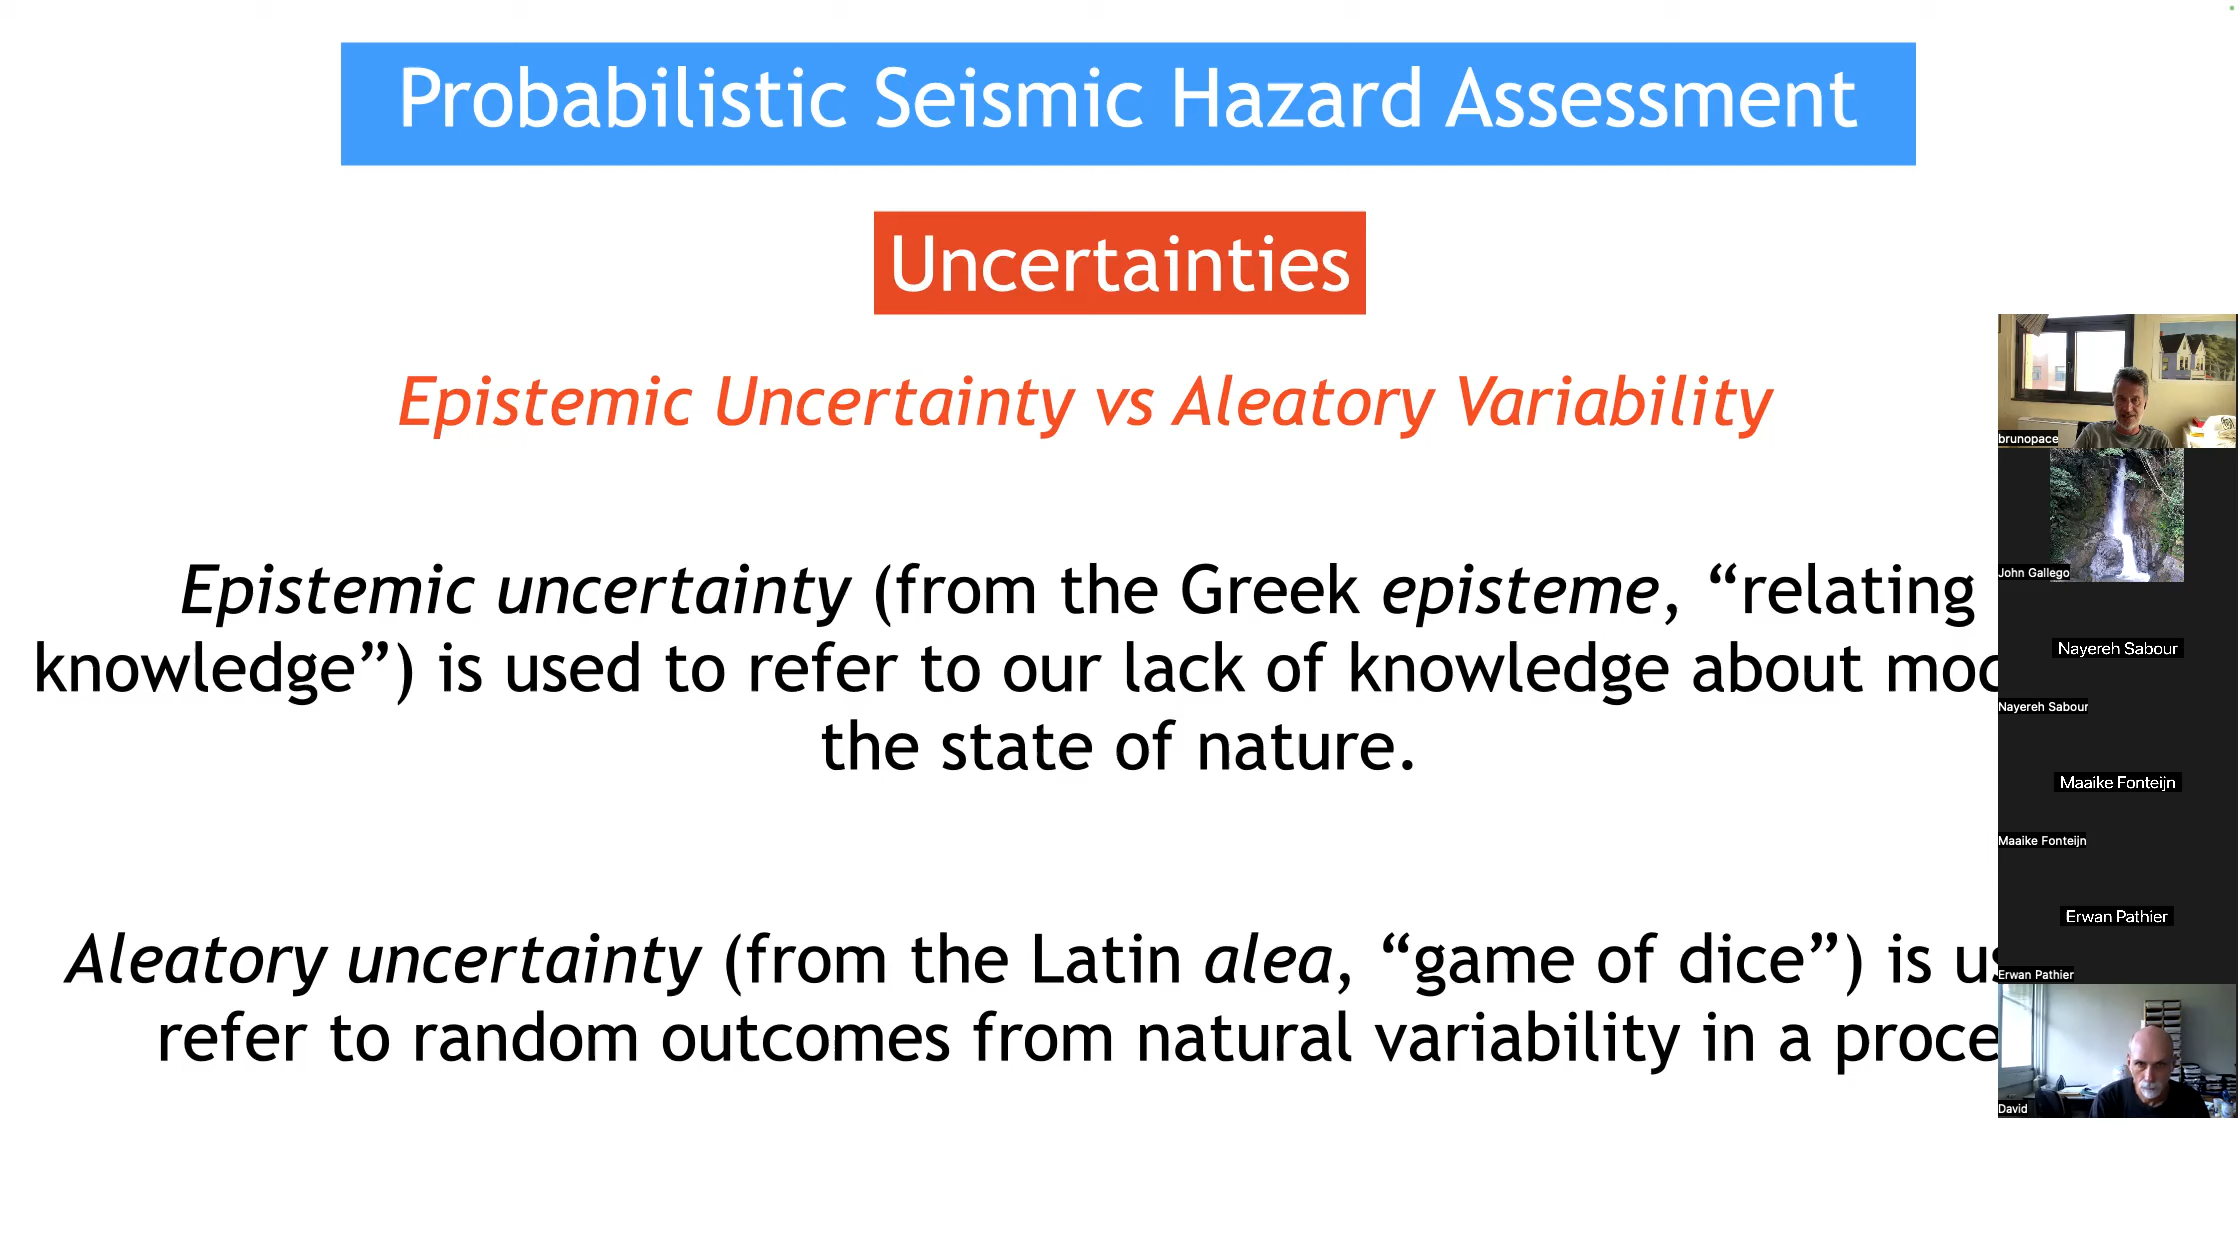 Probabilistic Seismic Hazard Assessment
Uncertainties
Epistemic Uncertainty vs Aleatory Variability
Epistemic uncertainty (from the Greek episteme, “relating
knowledge”) is used to refer to our lack of knowledge about
the state of nature.
Aleatory uncertainty (from the Latin alea, “game of dice”) is
refer to random outcomes from natural variability in a
brunopace
John Gallego
Nayereh Sabour
Nayereh Sabour
Maaike Fonteijn
Maaike Fonteijn
Erwan Pathier
Erwan Pathier
David